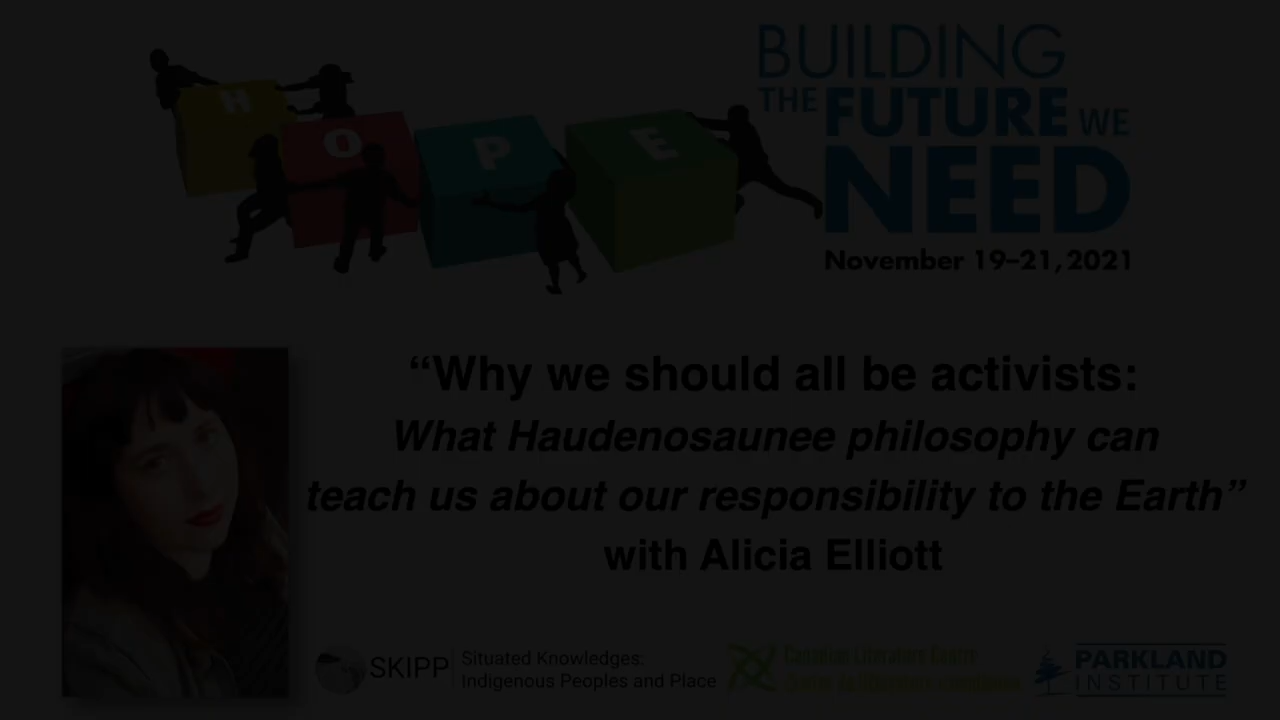 H O P E
BUILDING
THE FUTURE WE
NEED
November 19–21, 2021
“Why we should all be activists:
What Haudenosaunee philosophy can
teach us about our responsibility to the Earth”
with Alicia Elliott
SKIPP
Situated Knowledges:
Indigenous Peoples and Place
Canadian Literature Centre
PARKLAND
INSTITUTE